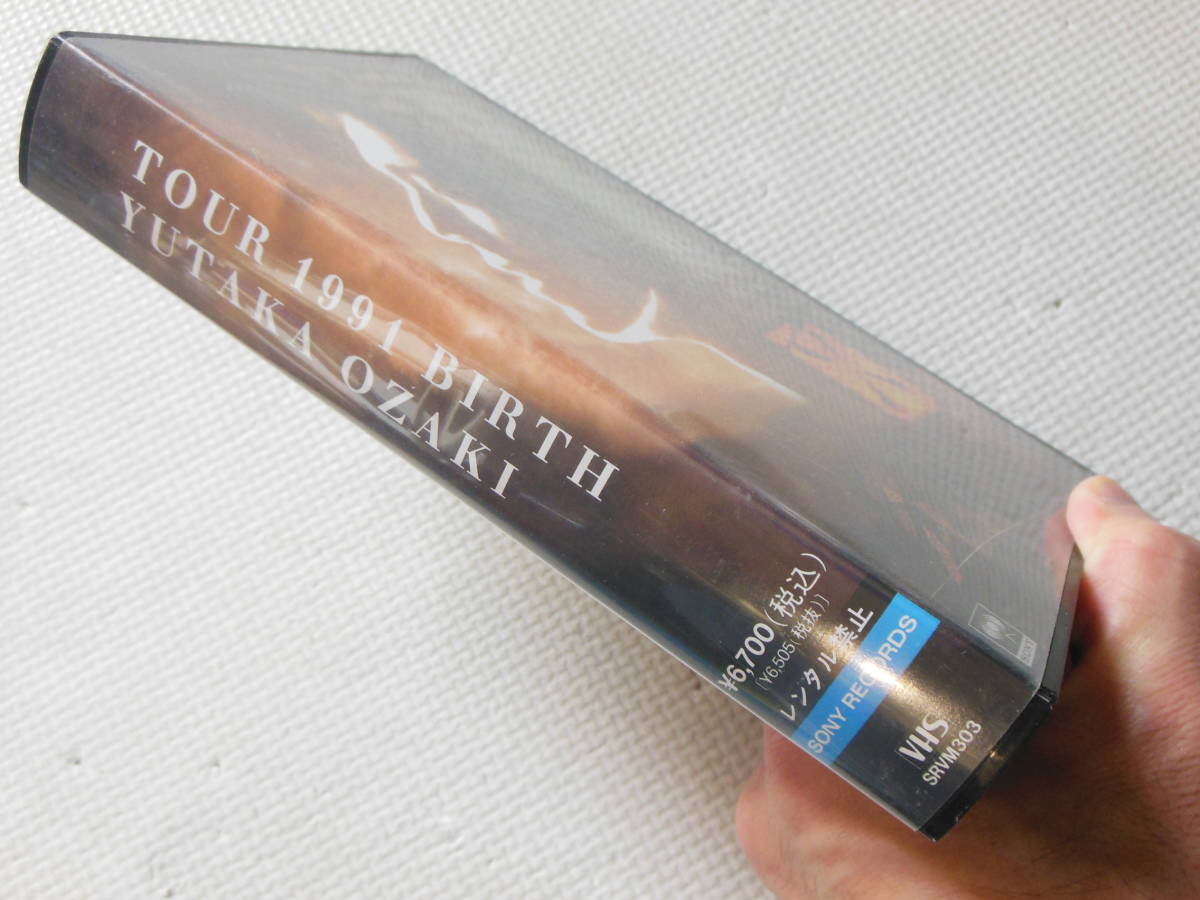 TOUR 1991 BIRTH
YUTAKA OZAKI
¥6,700(税込)
[¥6,505(税抜)]
レンタル禁止
SONY RECORDS
VHS
SRVM303
SONY